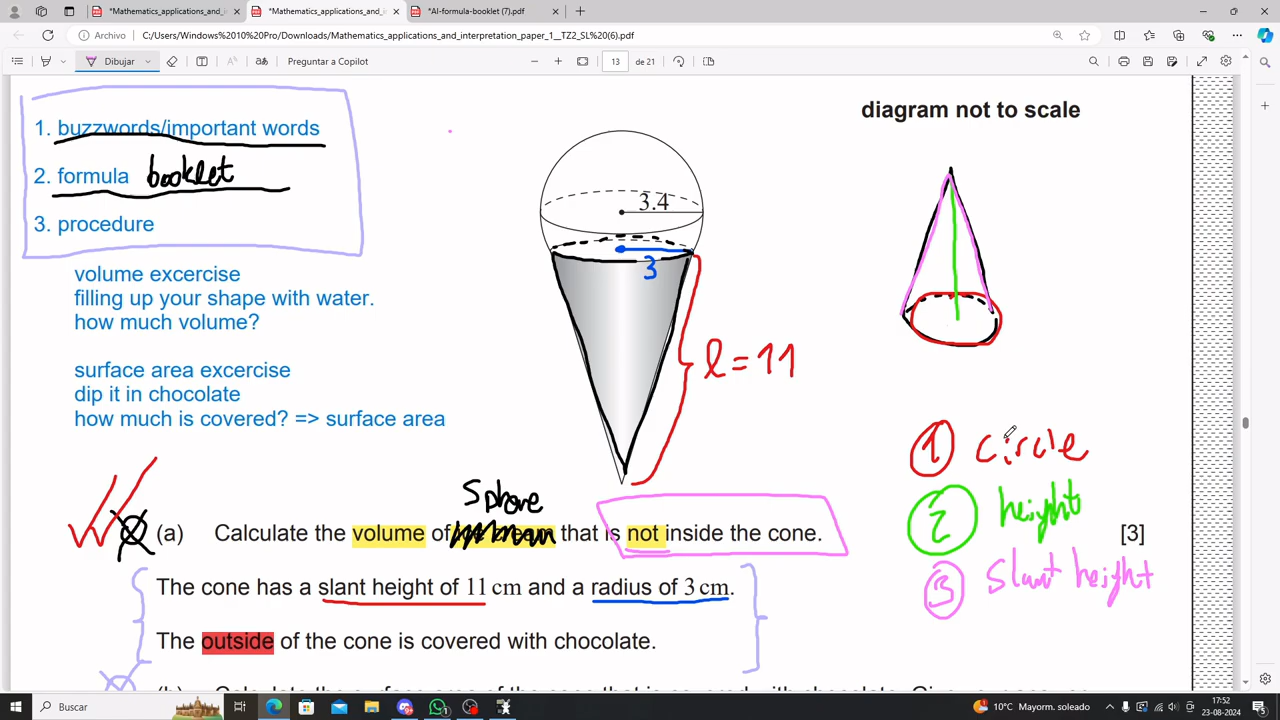 *Mathematics_applications_and_in
*Mathematics_applications_and_in
*AI-formula-booklet (7).pdf
Archivo
C:/Users/Windows%2010%20Pro/Downloads/Mathematics_applications_and_interpretation_paper_1__TZ2_SL%20(6).pdf
Dibujar
Preguntar a Copilot
13
de 21
diagram not to scale
1. buzzwords/important words
2. formula booklet
3. procedure
volume excercise
filling up your shape with water.
how much volume?
surface area excercise
dip it in chocolate
how much is covered? => surface area
3.4
3
l = 11
1 circle
2 height
3 slant height
sphere
(a) Calculate the volume of that is not inside the cone.
[3]
The cone has a slant height of 11 cm and a radius of 3 cm.
The outside of the cone is covered with chocolate.
Buscar
10°C Mayorm. soleado
17:52
23-08-2024